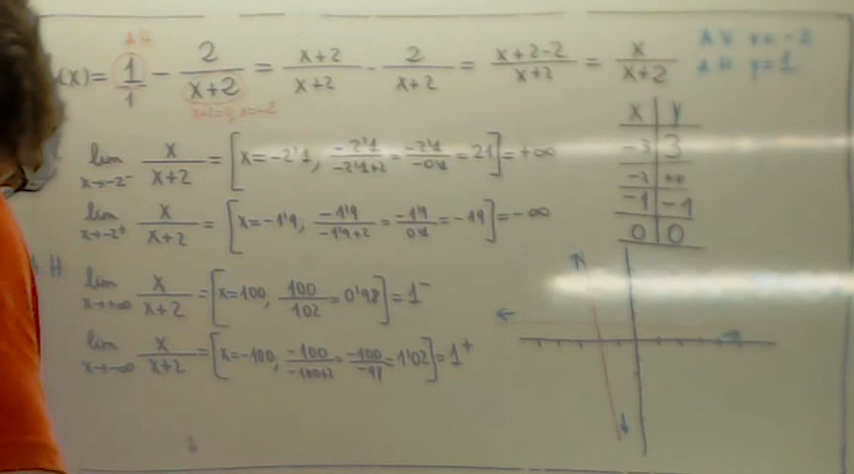 (x) = 1/1 - 2/(x+2) = (x+2)/(x+2) - 2/(x+2) = (x+2-2)/(x+2) = x/(x+2)
x+2=0, x=-2
A V x=-2
A H y=1
lim x→-2⁻ x/(x+2) = [x=-2'1, -2'1/(-2'1+2) = -2'1/-0'1 = 21] = +∞
lim x→-2⁺ x/(x+2) = [x=-1'9, -1'9/(-1'9+2) = -1'9/0'1 = -19] = -∞
H
lim x→+∞ x/(x+2) = [x=100, 100/102 = 0'98] = 1⁻
lim x→-∞ x/(x+2) = [x=-100, -100/(-100+2) = -100/-98 = 1'02] = 1⁺
x y
-3 3
-2 ±∞
-1 -1
0 0